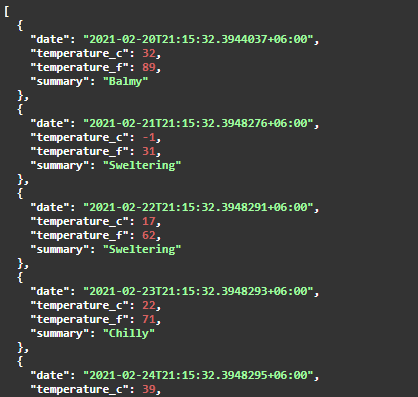 [
  {
    "date": "2021-02-20T21:15:32.3944037+06:00",
    "temperature_c": 32,
    "temperature_f": 89,
    "summary": "Balmy"
  },
  {
    "date": "2021-02-21T21:15:32.3948276+06:00",
    "temperature_c": -1,
    "temperature_f": 31,
    "summary": "Sweltering"
  },
  {
    "date": "2021-02-22T21:15:32.3948291+06:00",
    "temperature_c": 17,
    "temperature_f": 62,
    "summary": "Sweltering"
  },
  {
    "date": "2021-02-23T21:15:32.3948293+06:00",
    "temperature_c": 22,
    "temperature_f": 71,
    "summary": "Chilly"
  },
  {
    "date": "2021-02-24T21:15:32.3948295+06:00",
    "temperature_c": 39,